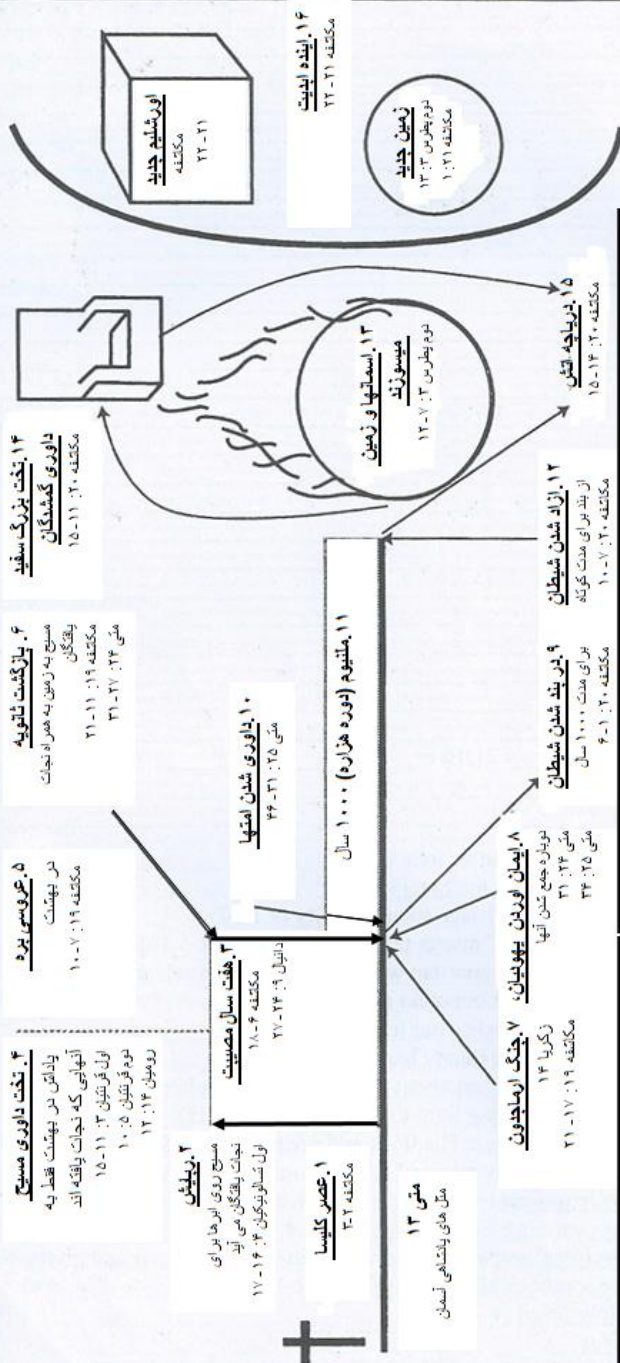 ۱. عصر کلیسا
مکاشفه ۲-۳
متی ۱۳
مثل های پادشاهی آسمان
۲. ربایش
مسیح روی ابرها برای
نجات یافتگان می آید
اول تسالونیکیان ۴: ۱۶-۱۷
۳. هفت سال مصیبت
دانیال ۹: ۲۴-۲۷
مکاشفه ۶-۱۸
۴. تخت داوری مسیح
پاداش در بهشت فقط به
آنهایی که نجات یافته اند
اول قرنتیان ۳: ۱۱-۱۵
دوم قرنتیان ۵: ۱۰
رومیان ۱۴: ۱۲
۵. عروسی بره
در بهشت
مکاشفه ۱۹: ۷-۱۰
۶. بازگشت ثانویه
مسیح به زمین به همراه نجات
یافتگان
مکاشفه ۱۹: ۱۱-۲۱
متی ۲۴: ۲۷-۳۱
۷. جنگ ارماجدون
زکریا ۱۴
مکاشفه ۱۹: ۱۷-۲۱
۸. ایمان اوردن یهودیان،
دوباره جمع شدن آنها
متی ۲۴: ۳۱
متی ۲۵: ۳۴
۹. در بند شدن شیطان
برای مدت ۱۰۰۰ سال
مکاشفه ۲۰: ۱-۶
۱۰. داوری شدن امتها
متی ۲۵: ۳۱-۴۶
۱۱. ملنیوم (دوره هزاره) ۱۰۰۰ سال
۱۲. ازاد شدن شیطان
از بند برای مدت کوتاه
مکاشفه ۲۰: ۷-۱۰
۱۳. اسمانها و زمین
میسوزند
دوم پطرس ۳: ۷-۱۲
۱۴. تخت بزرگ سفید
داوری گمشدگان
مکاشفه ۲۰: ۱۱-۱۵
۱۵. دریاچه اتش
مکاشفه ۲۰: ۱۴-۱۵
۱۶. اینده ابدیت
مکاشفه ۲۱-۲۲
اورشلیم جدید
مکاشفه
۲۱-۲۲
زمین جدید
دوم پطرس ۳: ۱۳
مکاشفه ۲۱: ۱